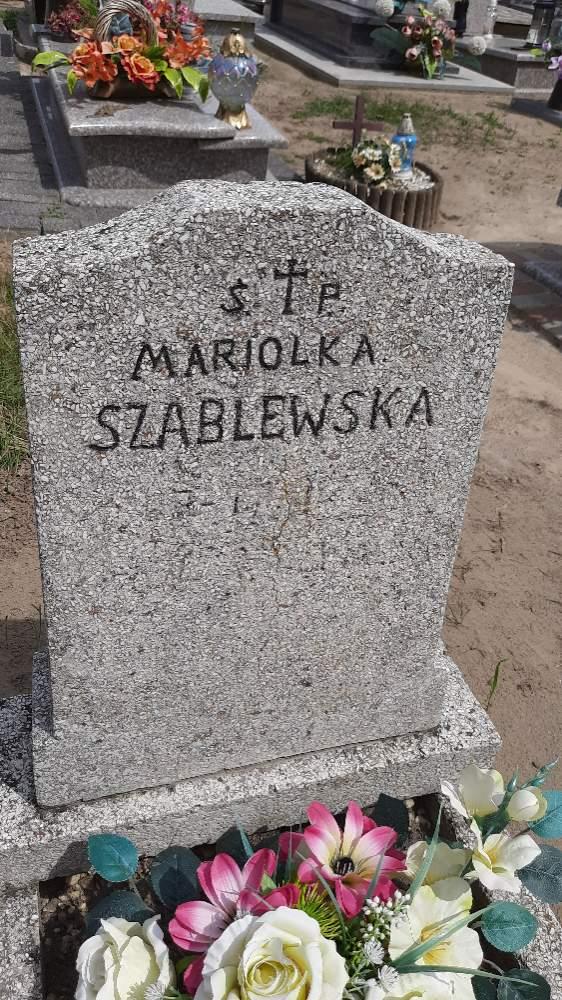 Ś. † P.
MARIOLKA
SZABLEWSKA